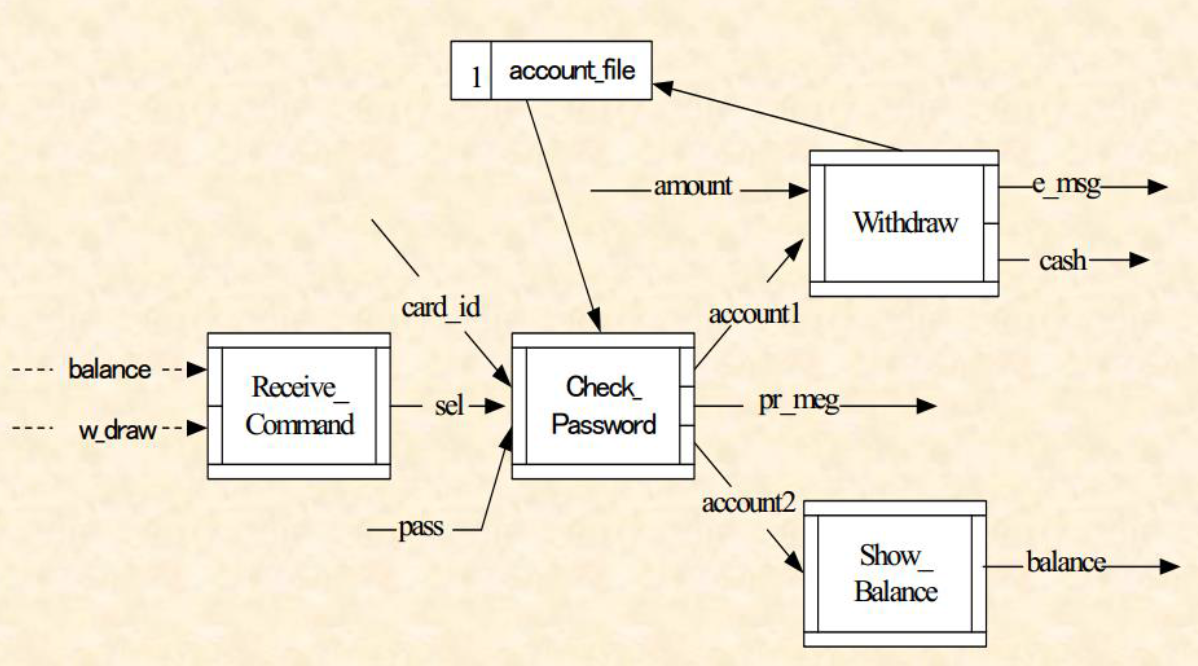 1
account_file
amount
e_msg
Withdraw
cash
card_id
account1
balance
Receive_
Command
sel
Check_
Password
pr_meg
w_draw
account2
pass
Show_
Balance
balance